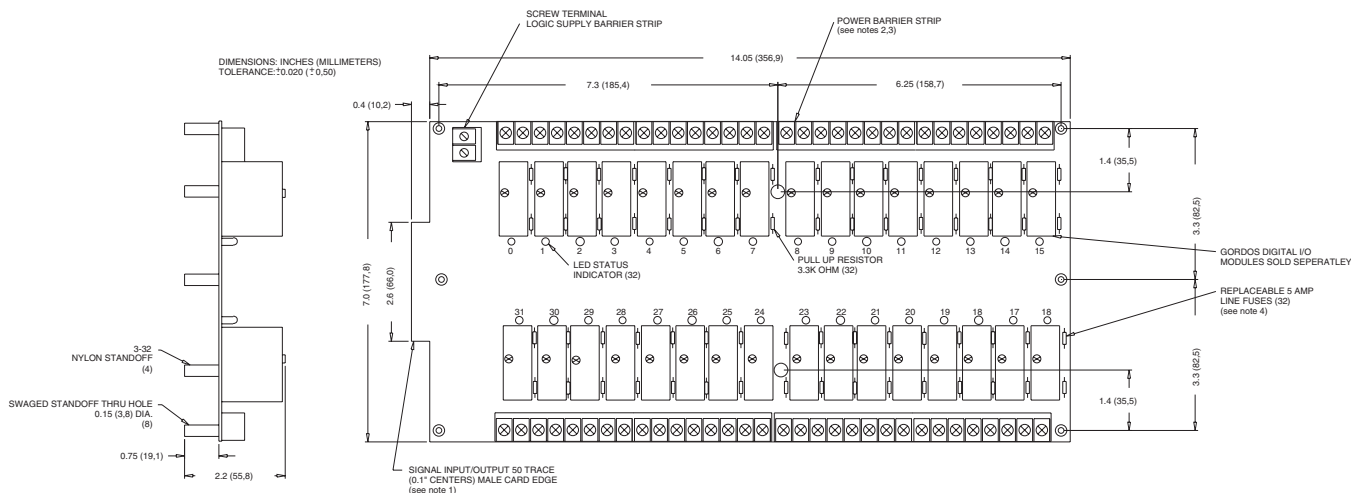 SCREW TERMINAL
LOGIC SUPPLY BARRIER STRIP
POWER BARRIER STRIP
(see notes 2,3)
DIMENSIONS: INCHES (MILLIMETERS)
TOLERANCE:±0.020 (±0,50)
14.05 (356,9)
7.3 (185,4)
6.25 (158,7)
0.4 (10,2)
1.4 (35,5)
3.3 (82,5)
0 1 2 3 4 5 6 7 8 9 10 11 12 13 14 15
LED STATUS
INDICATOR (32)
PULL UP RESISTOR
3.3K OHM (32)
GORDOS DIGITAL I/O
MODULES SOLD SEPERATLEY
7.0 (177,8)
2.6 (66,0)
REPLACEABLE 5 AMP
LINE FUSES (32)
(see note 4)
31 30 29 28 27 26 25 24 23 22 21 20 19 18 17 18
3-32
NYLON STANDOFF
(4)
3.3 (82,5)
1.4 (35,5)
SWAGED STANDOFF THRU HOLE
0.15 (3,8) DIA.
(8)
0.75 (19,1)
2.2 (55,8)
SIGNAL INPUT/OUTPUT 50 TRACE
(0.1" CENTERS) MALE CARD EDGE
(see note 1)